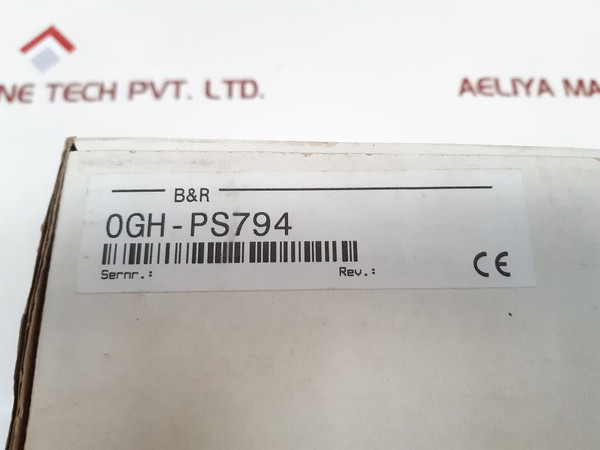 NE TECH PVT. LTD.
AELIYA MA
B&R
0GH-PS794
Sernr.:
Rev.:
CE